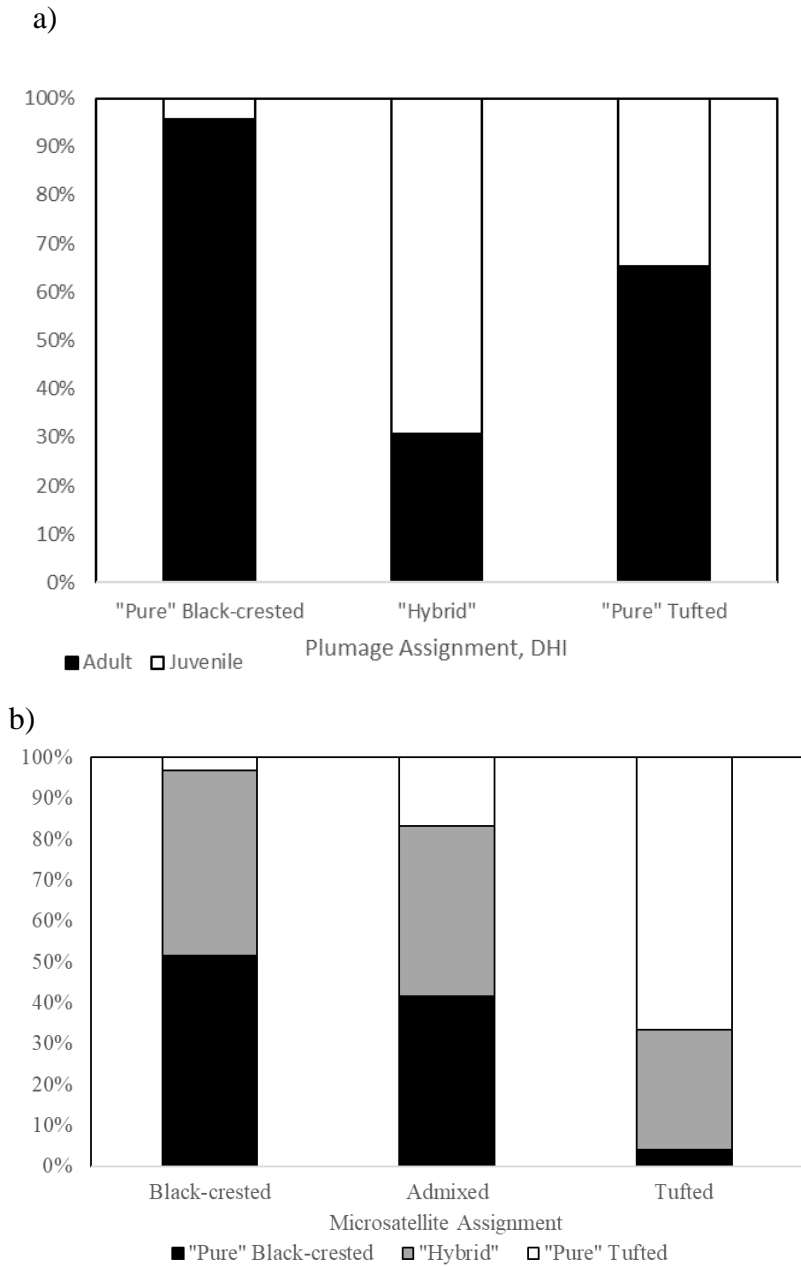 a)
100%
90%
80%
70%
60%
50%
40%
30%
20%
10%
0%
"Pure" Black-crested "Hybrid" "Pure" Tufted
Plumage Assignment, DHI
Adult Juvenile
b)
100%
90%
80%
70%
60%
50%
40%
30%
20%
10%
0%
Black-crested Admixed Tufted
Microsatellite Assignment
"Pure" Black-crested "Hybrid" "Pure" Tufted